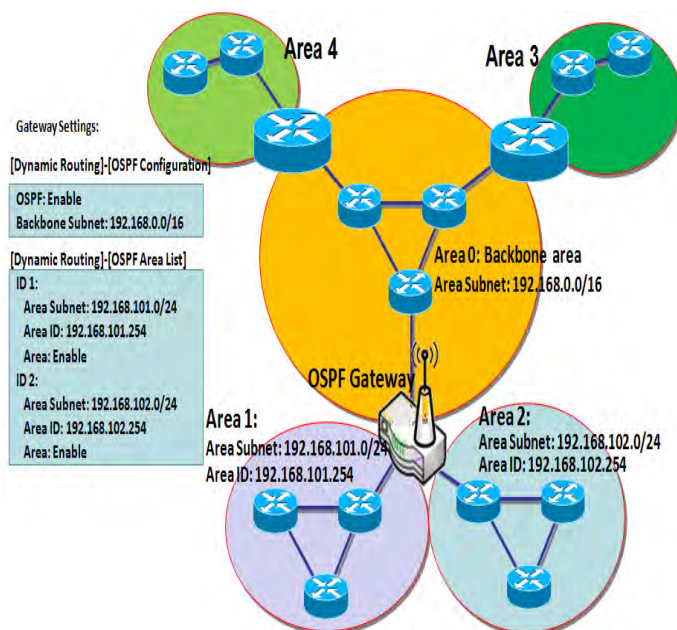 Area 4
Area 3
Gateway Settings:
[Dynamic Routing]-[OSPF Configuration]
OSPF: Enable
Backbone Subnet: 192.168.0.0/16
[Dynamic Routing]-[OSPF Area List]
ID 1:
Area Subnet: 192.168.101.0/24
Area ID: 192.168.101.254
Area: Enable
ID 2:
Area Subnet: 192.168.102.0/24
Area ID: 192.168.102.254
Area: Enable
Area 0: Backbone area
Area Subnet: 192.168.0.0/16
OSPF Gateway
Area 1:
Area Subnet: 192.168.101.0/24
Area ID: 192.168.101.254
Area 2:
Area Subnet: 192.168.102.0/24
Area ID: 192.168.102.254